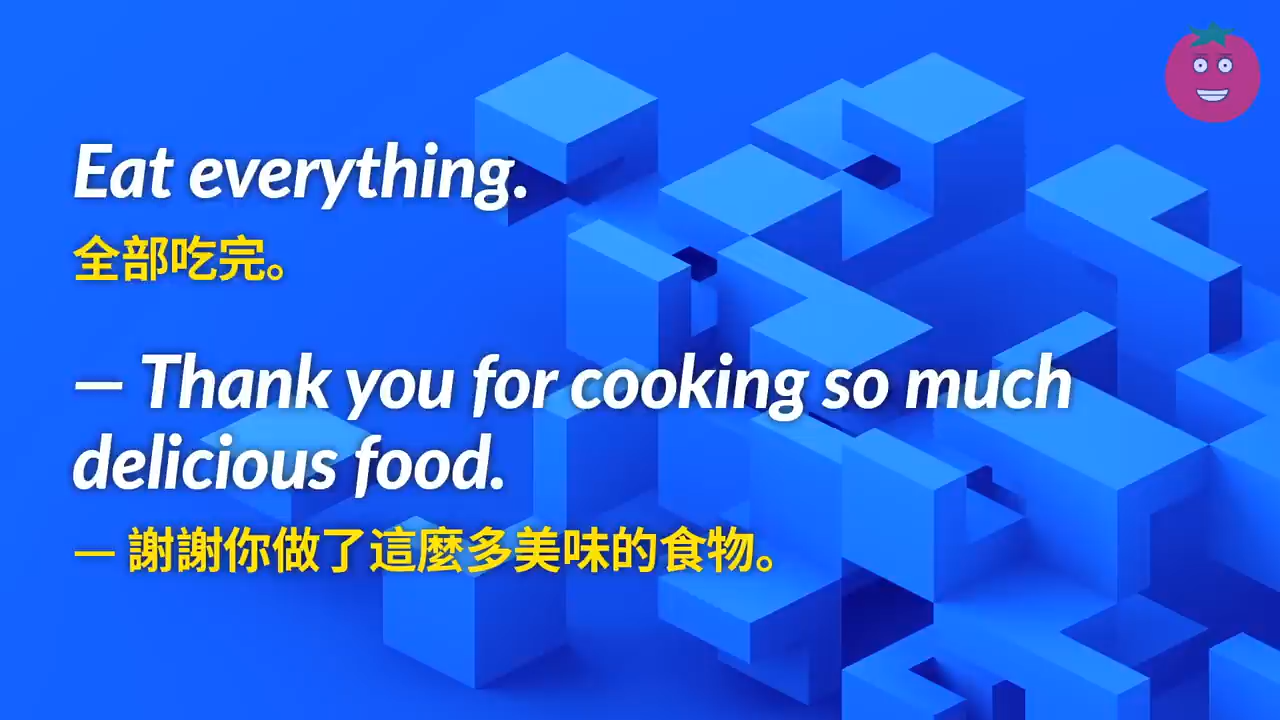 Eat everything.
全部吃完。
— Thank you for cooking so much
delicious food.
— 謝謝你做了這麼多美味的食物。